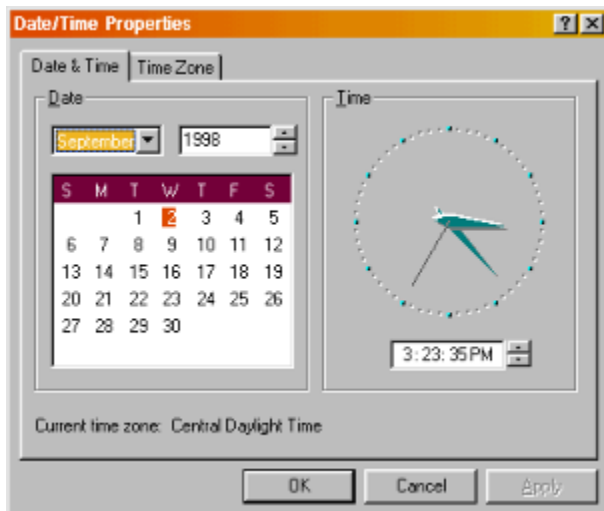 Date/Time Properties
Date & Time Time Zone
Date
September 1998
S M T W T F S
1 2 3 4 5
6 7 8 9 10 11 12
13 14 15 16 17 18 19
20 21 22 23 24 25 26
27 28 29 30
Time
3:23:35 PM
Current time zone: Central Daylight Time
OK Cancel Apply